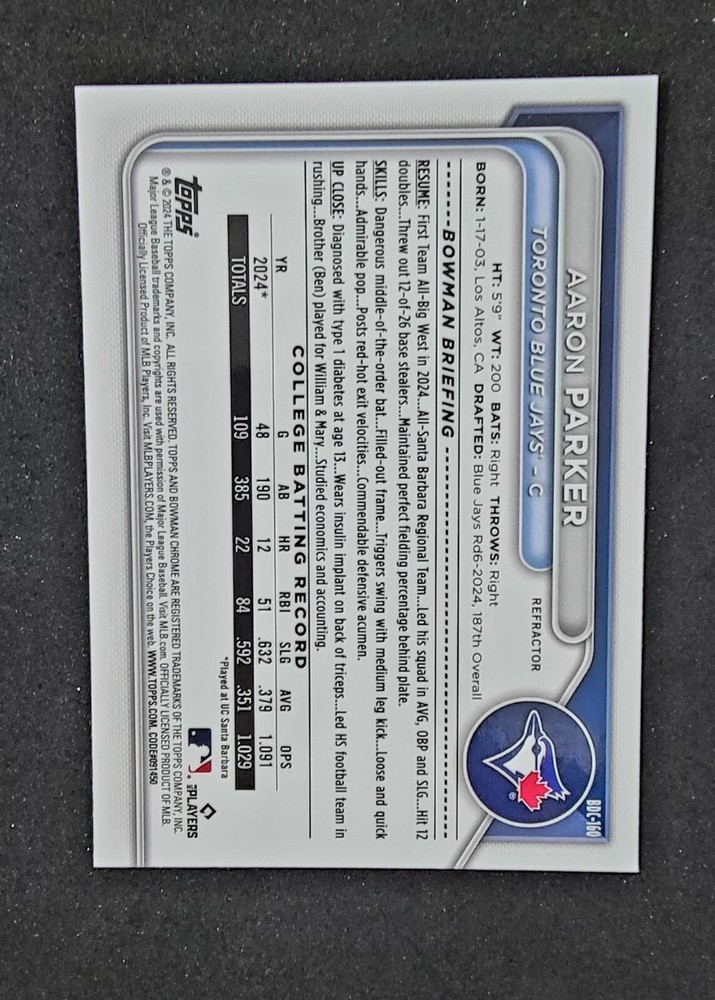 BDC-160
AARON PARKER
TORONTO BLUE JAYS® – C
REFRACTOR
HT: 5'9" WT: 200 BATS: Right THROWS: Right
BORN: 1-17-03, Los Altos, CA DRAFTED: Blue Jays Rd6-2024, 187th Overall
BOWMAN BRIEFING
RESUME: First Team All-Big West in 2024...All-Santa Barbara Regional Team...Led his squad in AVG, OBP and SLG...Hit 12
doubles...Threw out 12-of-26 base stealers...Maintained perfect fielding percentage behind plate.
SKILLS: Dangerous middle-of-the-order bat...Filled-out frame...Triggers swing with medium leg kick...Loose and quick
hands...Admirable pop...Posts red-hot exit velocities...Commendable defensive acumen.
UP CLOSE: Diagnosed with type 1 diabetes at age 13...Wears insulin implant on back of triceps...Led HS football team in
rushing...Brother (Ben) played for William & Mary...Studied economics and accounting.
COLLEGE BATTING RECORD
YR G AB HR RBI SLG AVG OPS
2024* 48 190 12 51 .632 .379 1.091
TOTALS 109 385 22 84 .592 .351 1.029
*Played at UC Santa Barbara
topps®
MLB PLAYERS
® & © 2024 THE TOPPS COMPANY, INC. ALL RIGHTS RESERVED. TOPPS AND BOWMAN CHROME ARE REGISTERED TRADEMARKS OF THE TOPPS COMPANY, INC.
Major League Baseball trademarks and copyrights are used with permission of Major League Baseball. Visit MLB.com. OFFICIALLY LICENSED PRODUCT OF MLB
Officially Licensed Product of MLB Players, Inc. Visit MLBPLAYERS.COM, the Players Choice on the web. WWW.TOPPS.COM. CODE#091450